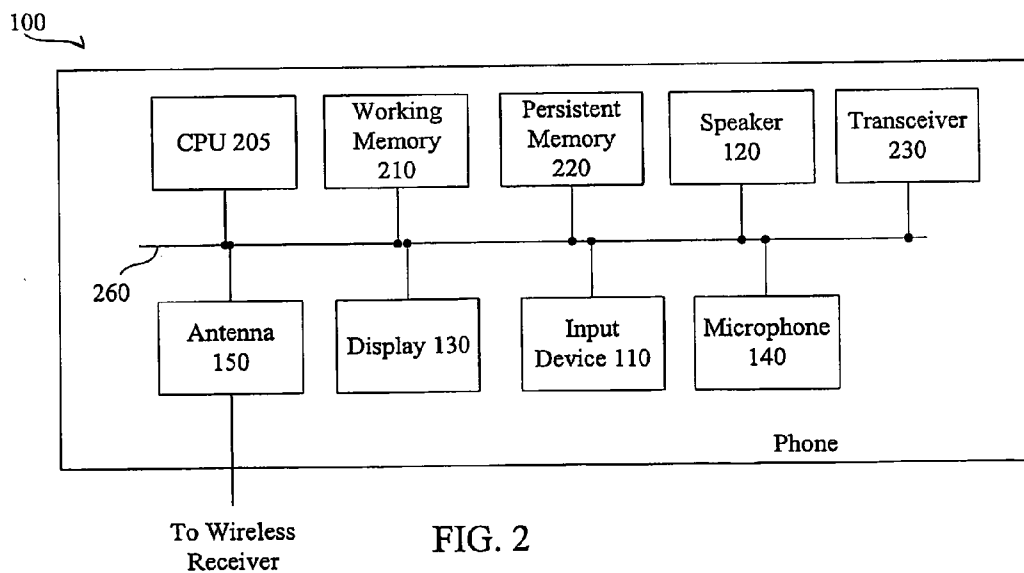 100
CPU 205
Working
Memory
210
Persistent
Memory
220
Speaker
120
Transceiver
230
260
Antenna
150
Display 130
Input
Device 110
Microphone
140
Phone
To Wireless
Receiver
FIG. 2